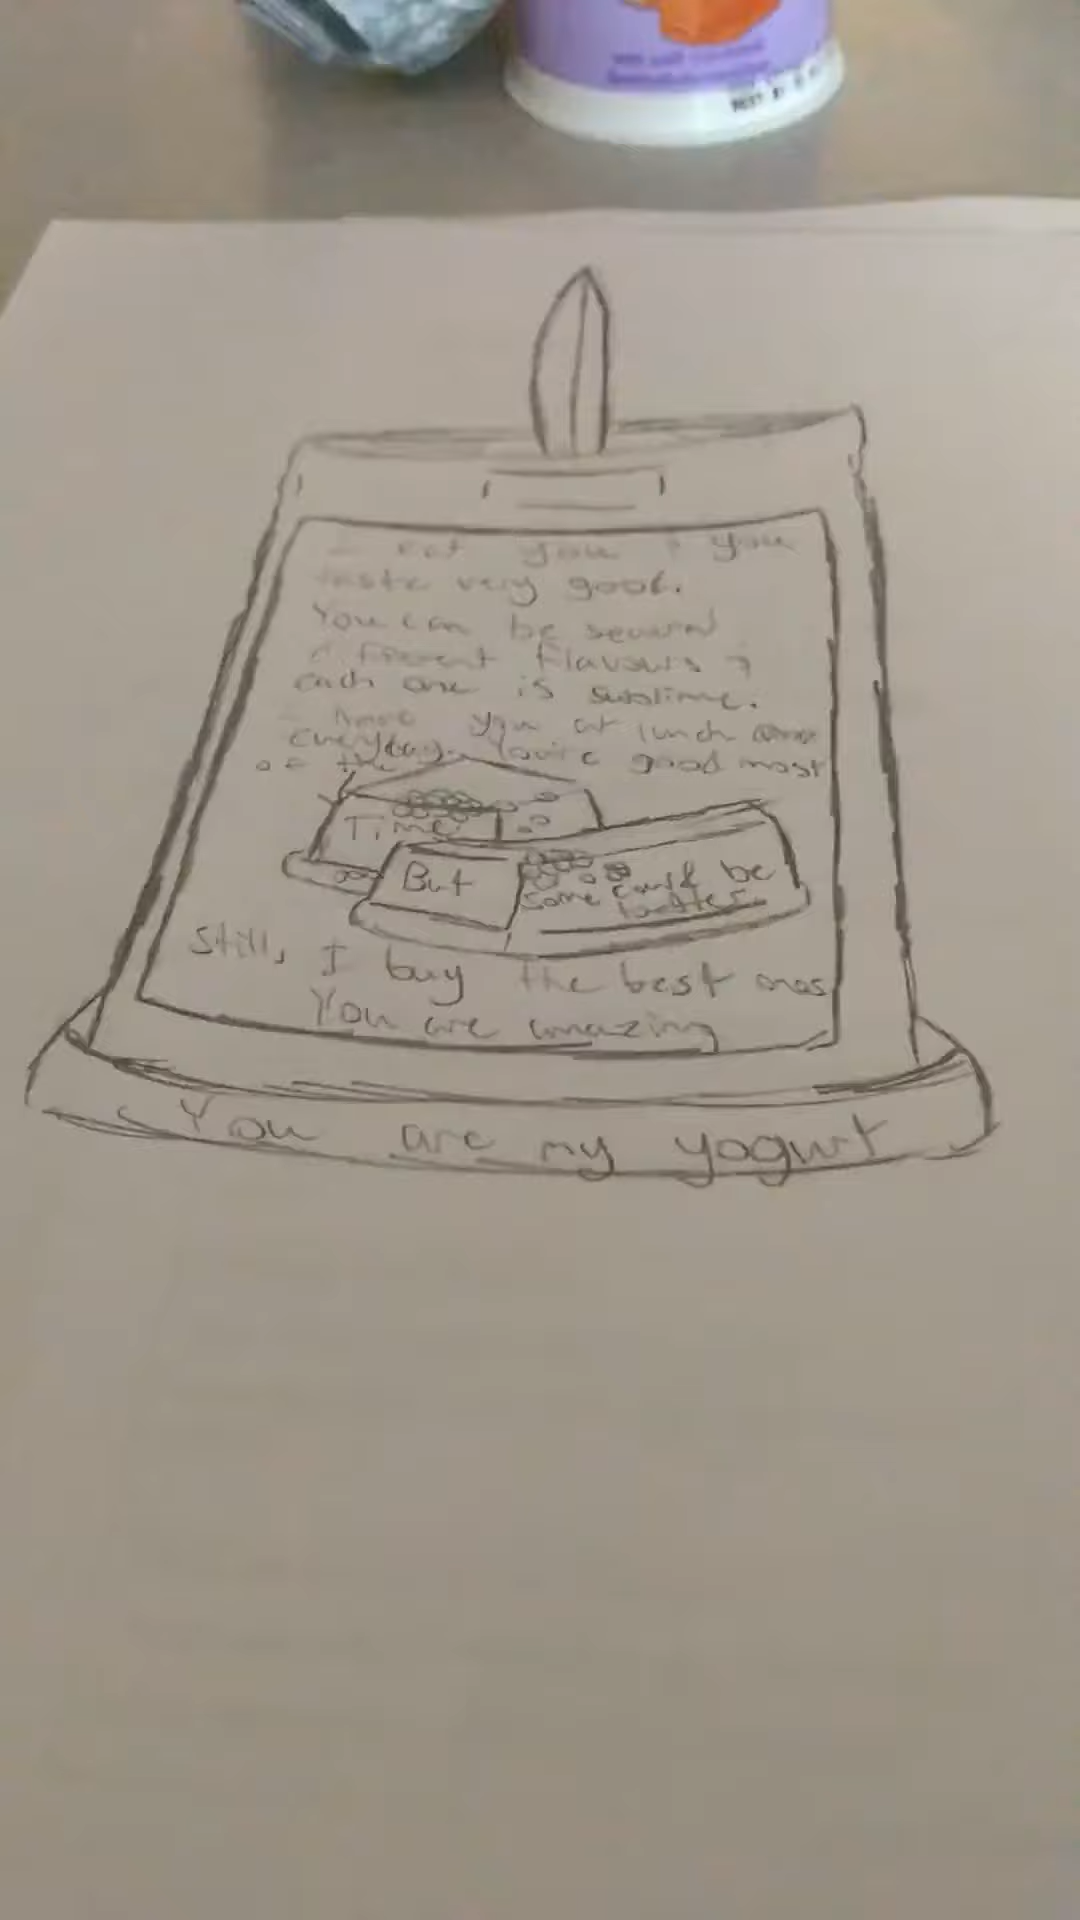 I eat you & you
taste very good.
You can be several
different flavours &
each one is sublime.
I have you at lunch
everyday. You're good most
of the
Time.
But some could be
better.
Still, I buy the best ones
You are amazing
You are my yogurt